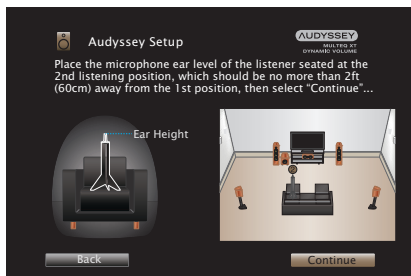 Audyssey Setup
AUDYSSEY
MULTEQ XT
DYNAMIC VOLUME
Place the microphone ear level of the listener seated at the
2nd listening position, which should be no more than 2ft
(60cm) away from the 1st position, then select “Continue”...
Ear Height
Back
Continue